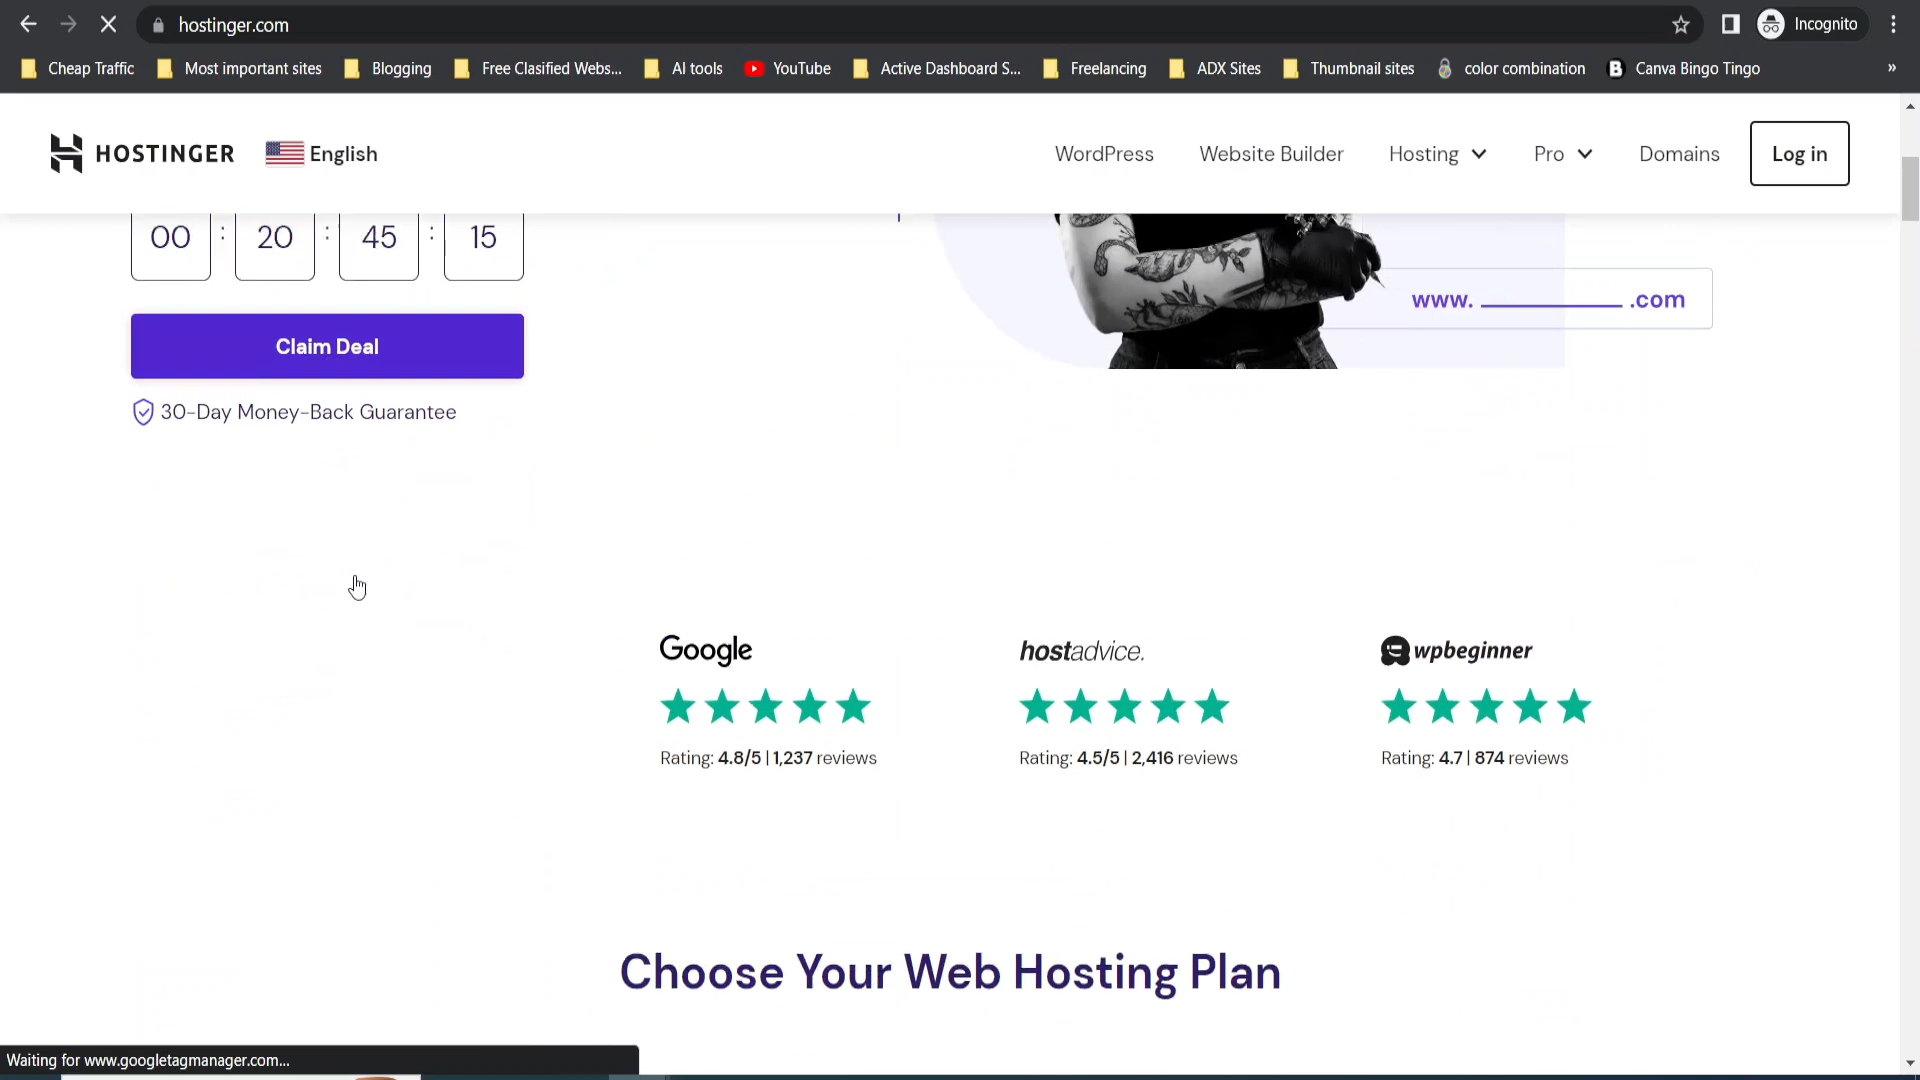 hostinger.com
Incognito
Cheap Traffic
Most important sites
Blogging
Free Clasified Webs...
AI tools
YouTube
Active Dashboard S...
Freelancing
ADX Sites
Thumbnail sites
color combination
B
Canva Bingo Tingo
»
HOSTINGER
English
WordPress
Website Builder
Hosting
Pro
Domains
Log in
00 : 20 : 45 : 15
www. ________ .com
Claim Deal
30-Day Money-Back Guarantee
Google
hostadvice.
wpbeginner
Rating: 4.8/5 | 1,237 reviews
Rating: 4.5/5 | 2,416 reviews
Rating: 4.7 | 874 reviews
Choose Your Web Hosting Plan
Waiting for www.googletagmanager.com...